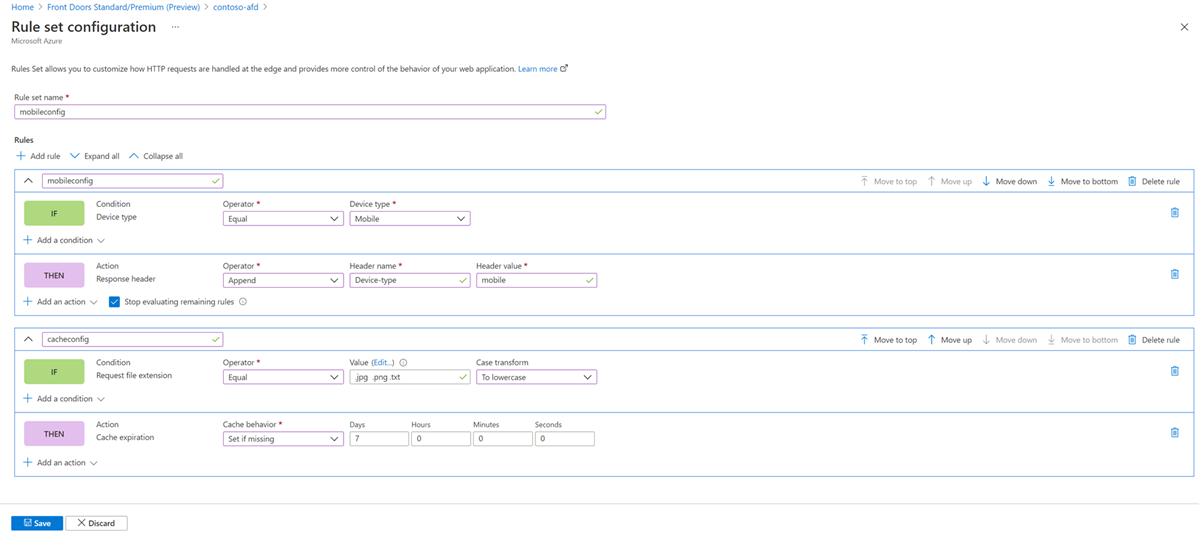 Home > Front Doors Standard/Premium (Preview) > contoso-afd >
Rule set configuration ...
Microsoft Azure
Rules Set allows you to customize how HTTP requests are handled at the edge and provides more control of the behavior of your web application. Learn more
Rule set name *
mobileconfig
Rules
Add rule Expand all Collapse all
mobileconfig Move to top Move up Move down Move to bottom Delete rule
IF
Condition
Device type
Operator *
Equal
Device type *
Mobile
Add a condition
THEN
Action
Response header
Operator *
Append
Header name *
Device-type
Header value *
mobile
Add an action Stop evaluating remaining rules
cacheconfig Move to top Move up Move down Move to bottom Delete rule
IF
Condition
Request file extension
Operator *
Equal
Value (Edit...)
.jpg .png .txt
Case transform
To lowercase
Add a condition
THEN
Action
Cache expiration
Cache behavior *
Set if missing
Days
7
Hours
0
Minutes
0
Seconds
0
Add an action
Save Discard